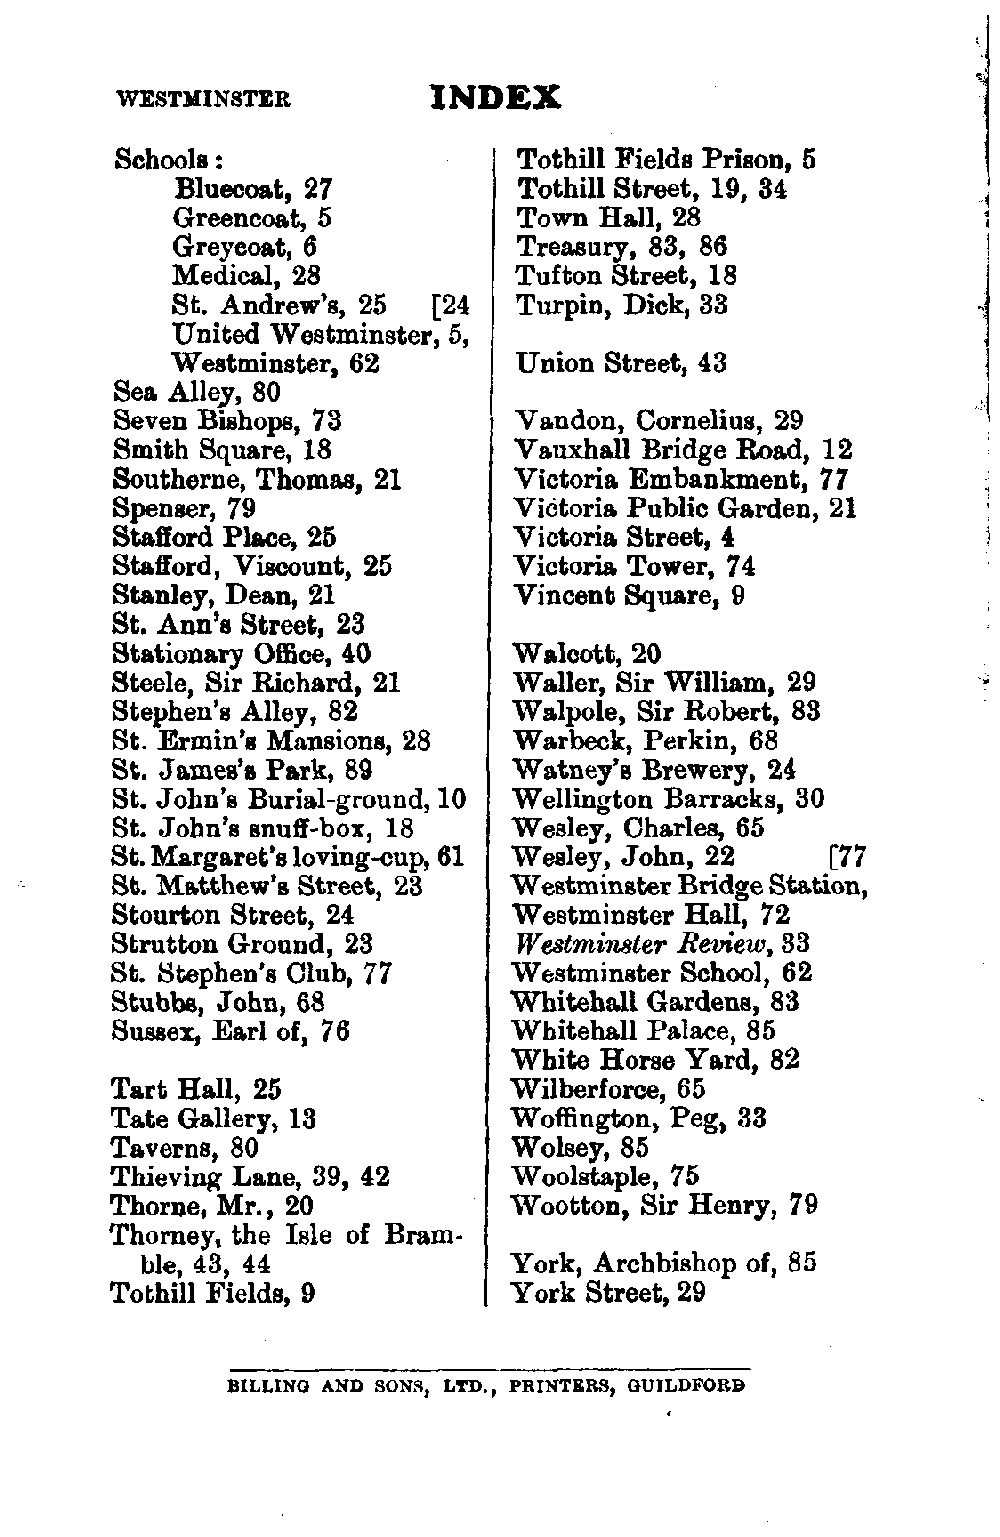 WESTMINSTER INDEX
Schools:
Bluecoat, 27
Greencoat, 5
Greycoat, 6
Medical, 28
St. Andrew's, 25 [24
United Westminster, 5,
Westminster, 62
Sea Alley, 80
Seven Bishops, 73
Smith Square, 18
Southerne, Thomas, 21
Spenser, 79
Stafford Place, 25
Stafford, Viscount, 25
Stanley, Dean, 21
St. Ann's Street, 23
Stationary Office, 40
Steele, Sir Richard, 21
Stephen's Alley, 82
St. Ermin's Mansions, 28
St. James's Park, 89
St. John's Burial-ground, 10
St. John's snuff-box, 18
St. Margaret's loving-cup, 61
St. Matthew's Street, 23
Stourton Street, 24
Strutton Ground, 23
St. Stephen's Club, 77
Stubbs, John, 68
Sussex, Earl of, 76
Tart Hall, 25
Tate Gallery, 13
Taverns, 80
Thieving Lane, 39, 42
Thorne, Mr., 20
Thorney, the Isle of Bram-
ble, 43, 44
Tothill Fields, 9
Tothill Fields Prison, 5
Tothill Street, 19, 34
Town Hall, 28
Treasury, 83, 86
Tufton Street, 18
Turpin, Dick, 33
Union Street, 43
Vandon, Cornelius, 29
Vauxhall Bridge Road, 12
Victoria Embankment, 77
Victoria Public Garden, 21
Victoria Street, 4
Victoria Tower, 74
Vincent Square, 9
Walcott, 20
Waller, Sir William, 29
Walpole, Sir Robert, 83
Warbeck, Perkin, 68
Watney's Brewery, 24
Wellington Barracks, 30
Wesley, Charles, 65
Wesley, John, 22 [77
Westminster Bridge Station,
Westminster Hall, 72
Westminster Review, 33
Westminster School, 62
Whitehall Gardens, 83
Whitehall Palace, 85
White Horse Yard, 82
Wilberforce, 65
Woffington, Peg, 33
Wolsey, 85
Woolstaple, 75
Wootton, Sir Henry, 79
York, Archbishop of, 85
York Street, 29
BILLING AND SONS, LTD., PRINTERS, GUILDFORD